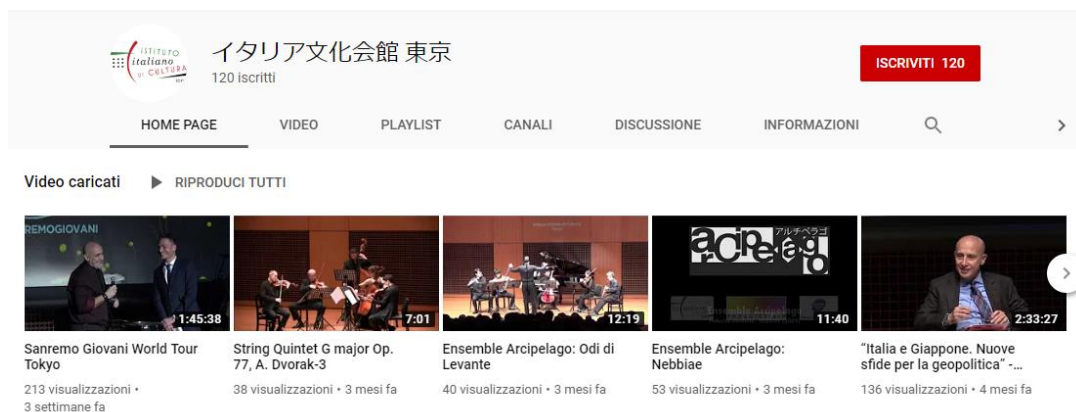 ISTITUTO
italiano
DI CULTURA
イタリア文化会館 東京
120 iscritti
ISCRIVITI 120
HOME PAGE VIDEO PLAYLIST CANALI DISCUSSIONE INFORMAZIONI
Video caricati RIPRODUCI TUTTI
REMOGIOVANI
1:45:38
7:01
12:19
アルチペラゴ
arcipelago
Ensemble Arcipelago
11:40
2:33:27
Sanremo Giovani World Tour
Tokyo
213 visualizzazioni •
3 settimane fa
String Quintet G major Op.
77, A. Dvorak-3
38 visualizzazioni • 3 mesi fa
Ensemble Arcipelago: Odi di
Levante
40 visualizzazioni • 3 mesi fa
Ensemble Arcipelago:
Nebbiae
53 visualizzazioni • 3 mesi fa
“Italia e Giappone. Nuove
sfide per la geopolitica” -...
136 visualizzazioni • 4 mesi fa